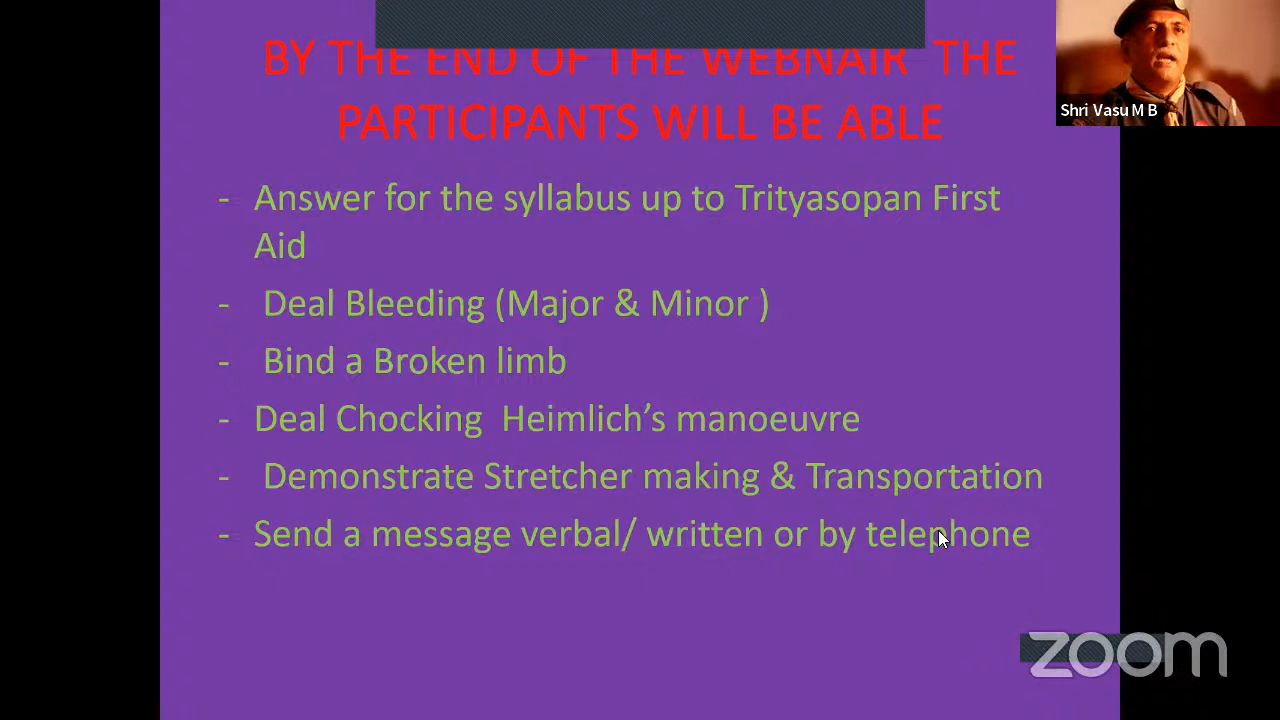 BY THE END OF THE WEBNAIR THE
PARTICIPANTS WILL BE ABLE
Shri Vasu M B
- Answer for the syllabus up to Trityasopan First
Aid
- Deal Bleeding (Major & Minor )
- Bind a Broken limb
- Deal Chocking Heimlich’s manoeuvre
- Demonstrate Stretcher making & Transportation
- Send a message verbal/ written or by telephone
zoom